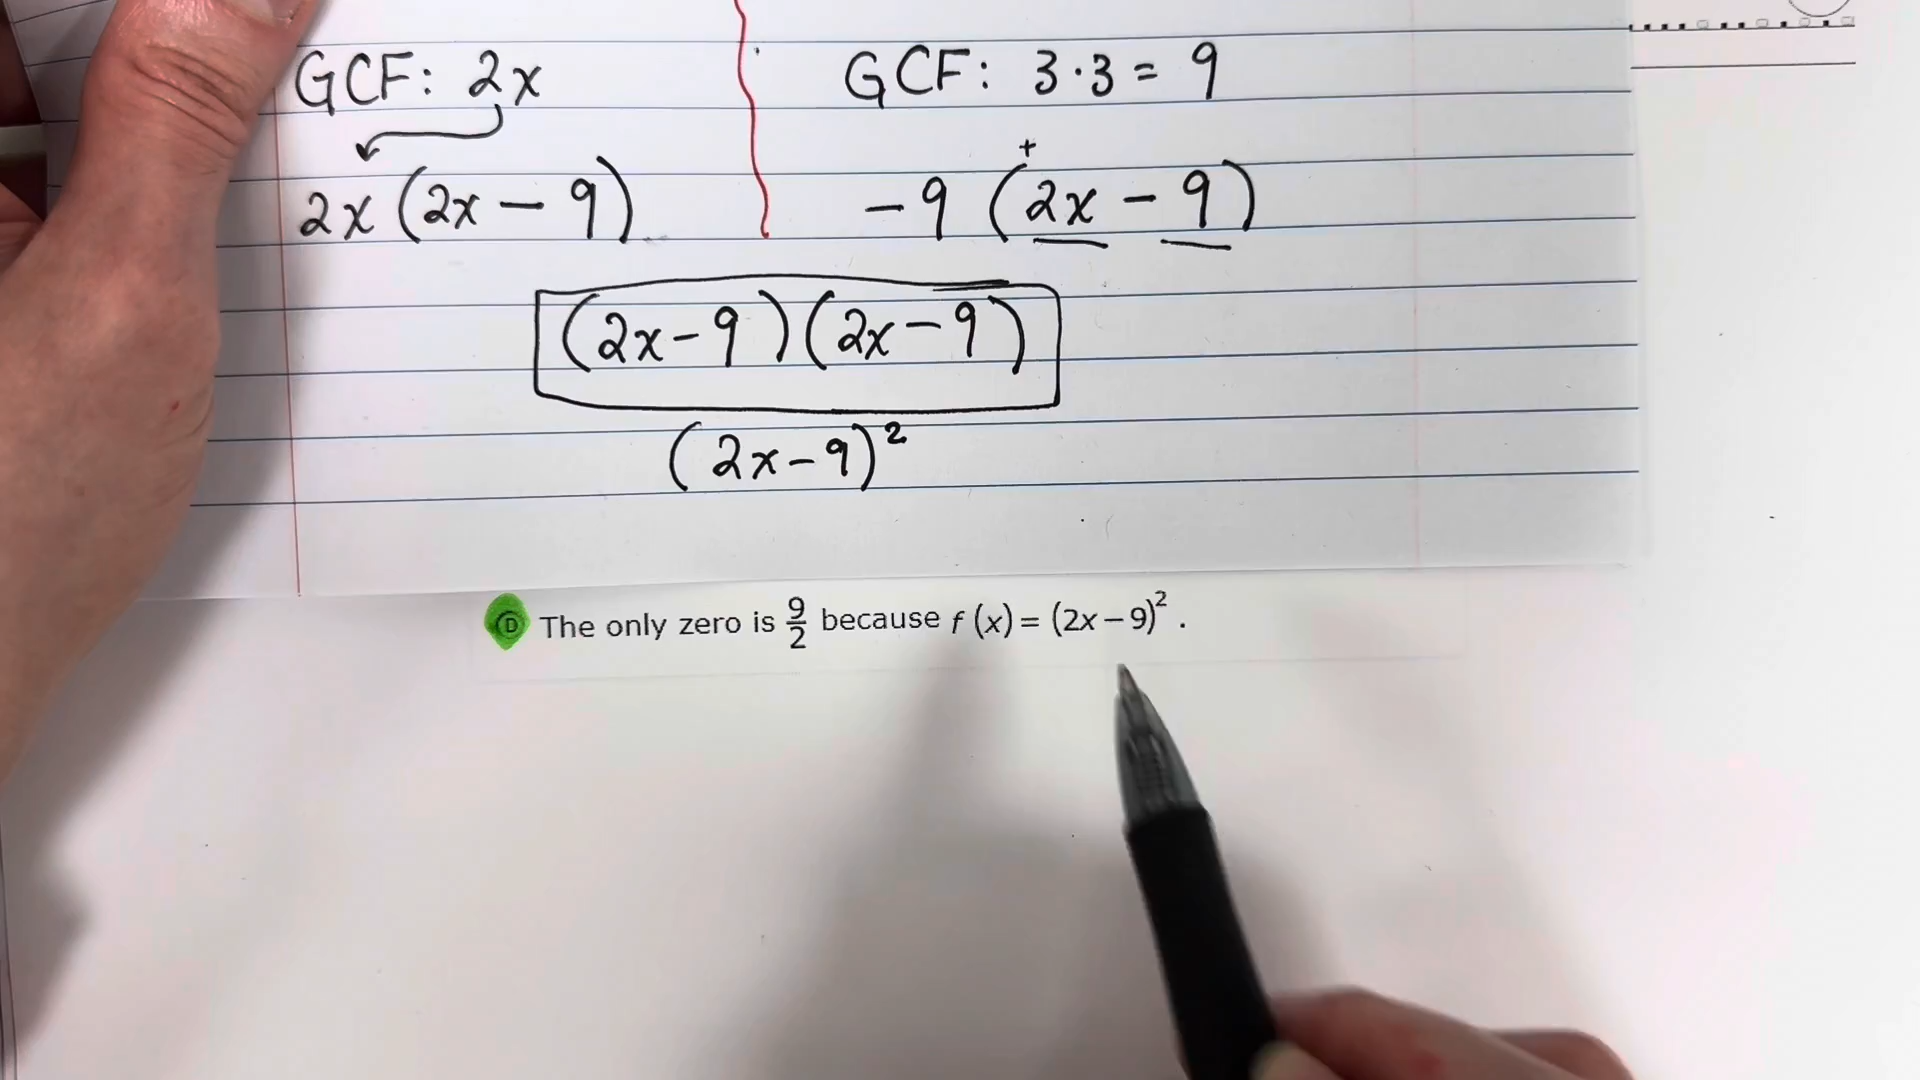 GCF: 2x
GCF: 3·3 = 9
2x (2x - 9)
+
-9 (2x - 9)
(2x-9)(2x-9)
(2x-9)²
D The only zero is 9/2 because f (x) = (2x - 9)² .